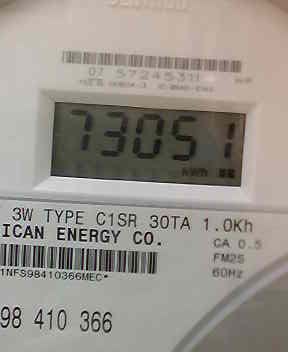 07 57245311
73051
kWh
3W TYPE C1SR 30TA 1.0Kh
ICAN ENERGY CO.
CA 0.5
FM2S
60Hz
1NFS98410366MEC*
98 410 366